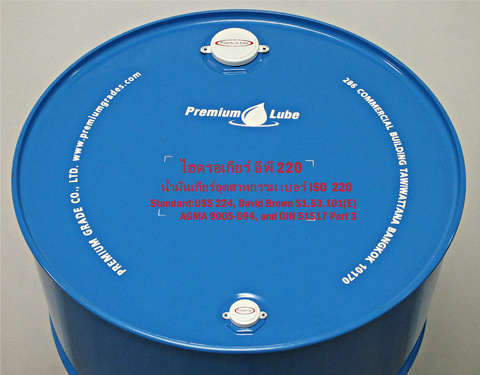 Premium Lube
ไฮดรอเกียร์ อีพี 220
น้ำมันเกียร์อุตสาหกรรม เบอร์ ISO 220
Standard:USS 224, David Brown S1.53.101(E)
AGMA 9005-D94, and DIN 51517 Part 3
PREMIUM GRADE CO., LTD. www.premiumgrades.com
286 COMMERCIAL BUILDING TAWIWATTANA BANGKOK 10170